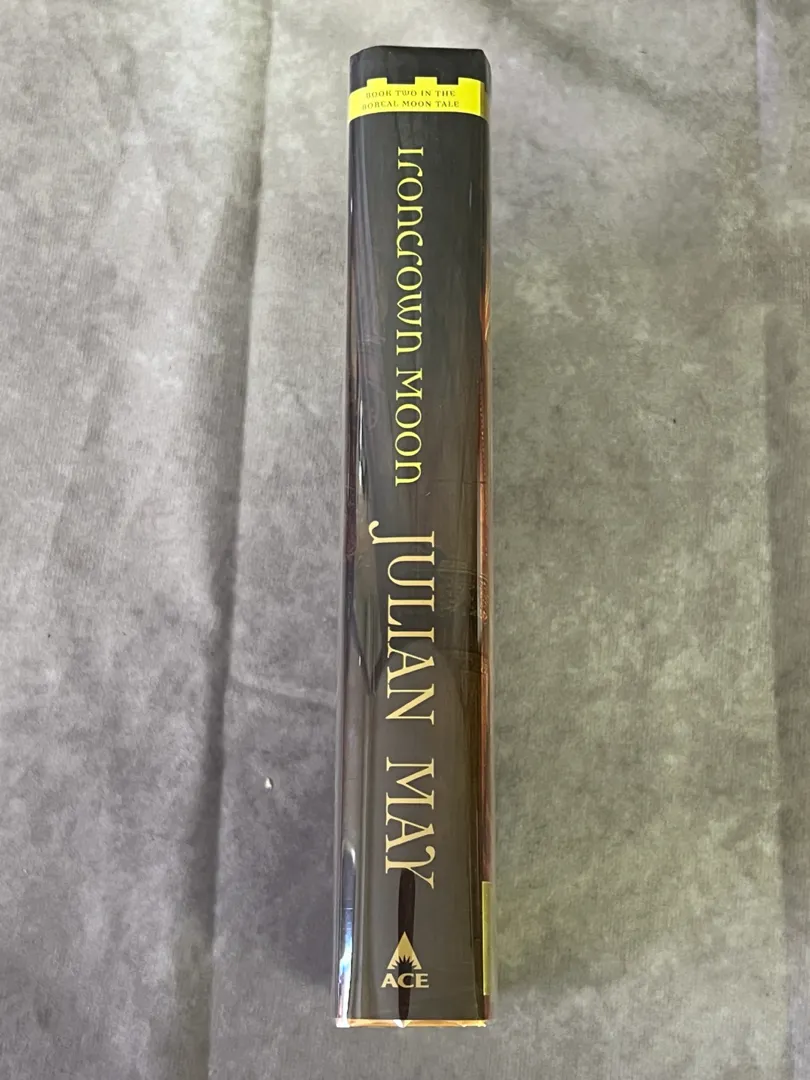 BOOK TWO IN THE
BOREAL MOON TALE
IRONCROWN MOON
JULIAN MAY
ACE